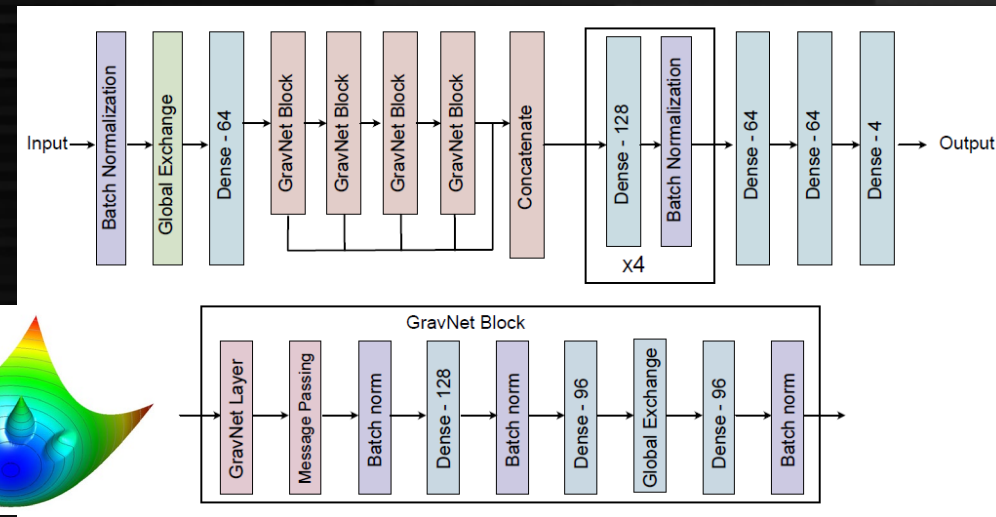 Input
Batch Normalization
Global Exchange
Dense - 64
GravNet Block
GravNet Block
GravNet Block
GravNet Block
Concatenate
Dense - 128
Batch Normalization
x4
Dense - 64
Dense - 64
Dense - 4
Output
GravNet Block
GravNet Layer
Message Passing
Batch norm
Dense - 128
Batch norm
Dense - 96
Global Exchange
Dense - 96
Batch norm